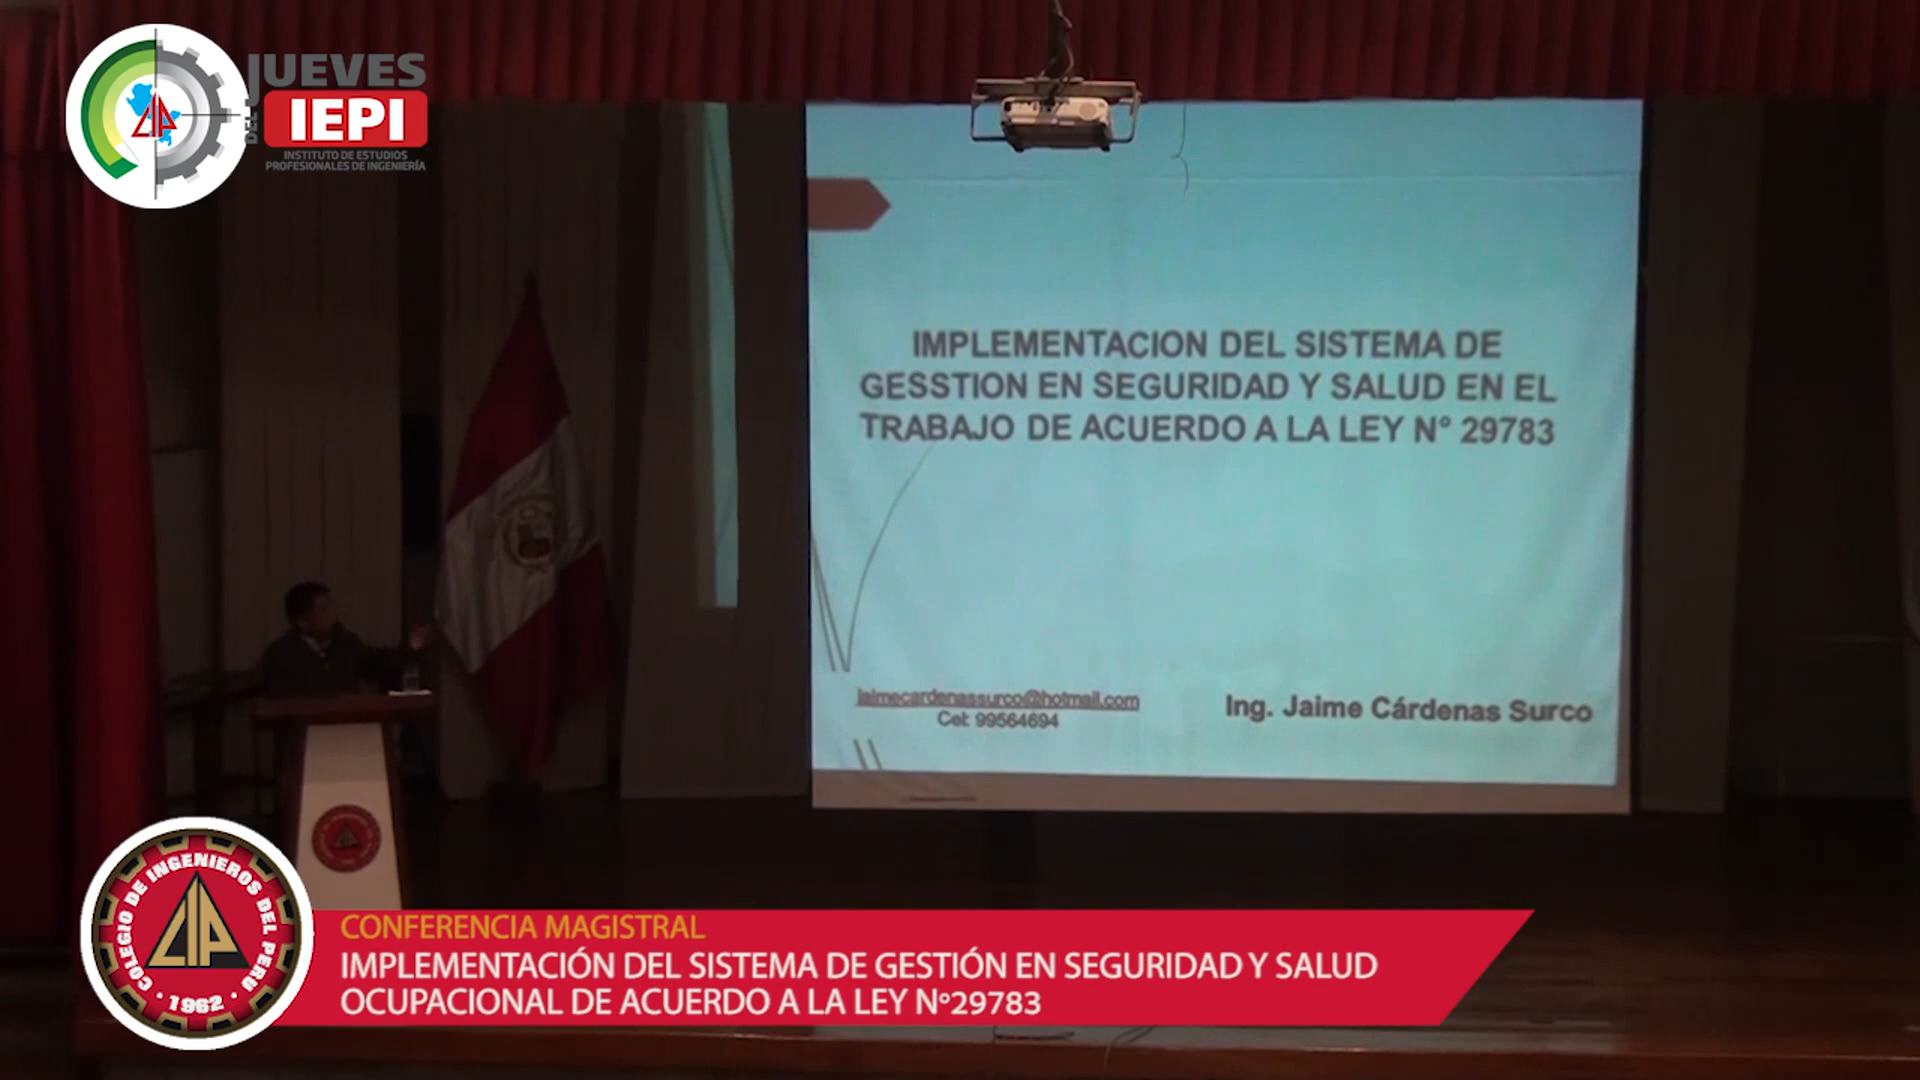 JUEVES
DEL
IEPI
INSTITUTO DE ESTUDIOS
PROFESIONALES DE INGENIERÍA
IMPLEMENTACION DEL SISTEMA DE
GESSTION EN SEGURIDAD Y SALUD EN EL
TRABAJO DE ACUERDO A LA LEY N° 29783
jaimecardenassurco@hotmail.com
Cel: 99564694
Ing. Jaime Cárdenas Surco
COLEGIO DE INGENIEROS DEL PERU
CIP
· 1962 ·
CONFERENCIA MAGISTRAL
IMPLEMENTACIÓN DEL SISTEMA DE GESTIÓN EN SEGURIDAD Y SALUD
OCUPACIONAL DE ACUERDO A LA LEY N°29783